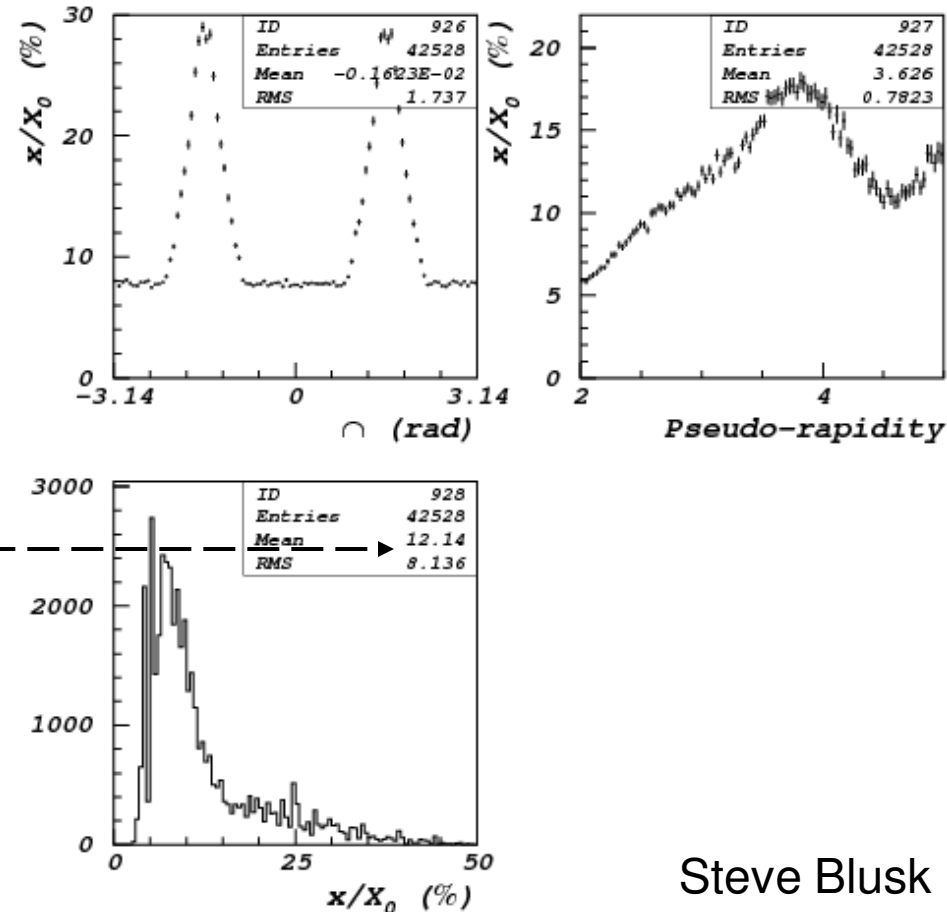 x/X₀ (%)
30
20
10
0
ID 926
Entries 42528
Mean -0.1623E-02
RMS 1.737
-3.14 0 3.14
∩ (rad)
x/X₀ (%)
20
15
10
5
0
ID 927
Entries 42528
Mean 3.626
RMS 0.7823
2 4
Pseudo-rapidity
3000
2000
1000
0
ID 928
Entries 42528
Mean 12.14
RMS 8.136
0 25 50
x/X₀ (%)
Steve Blusk